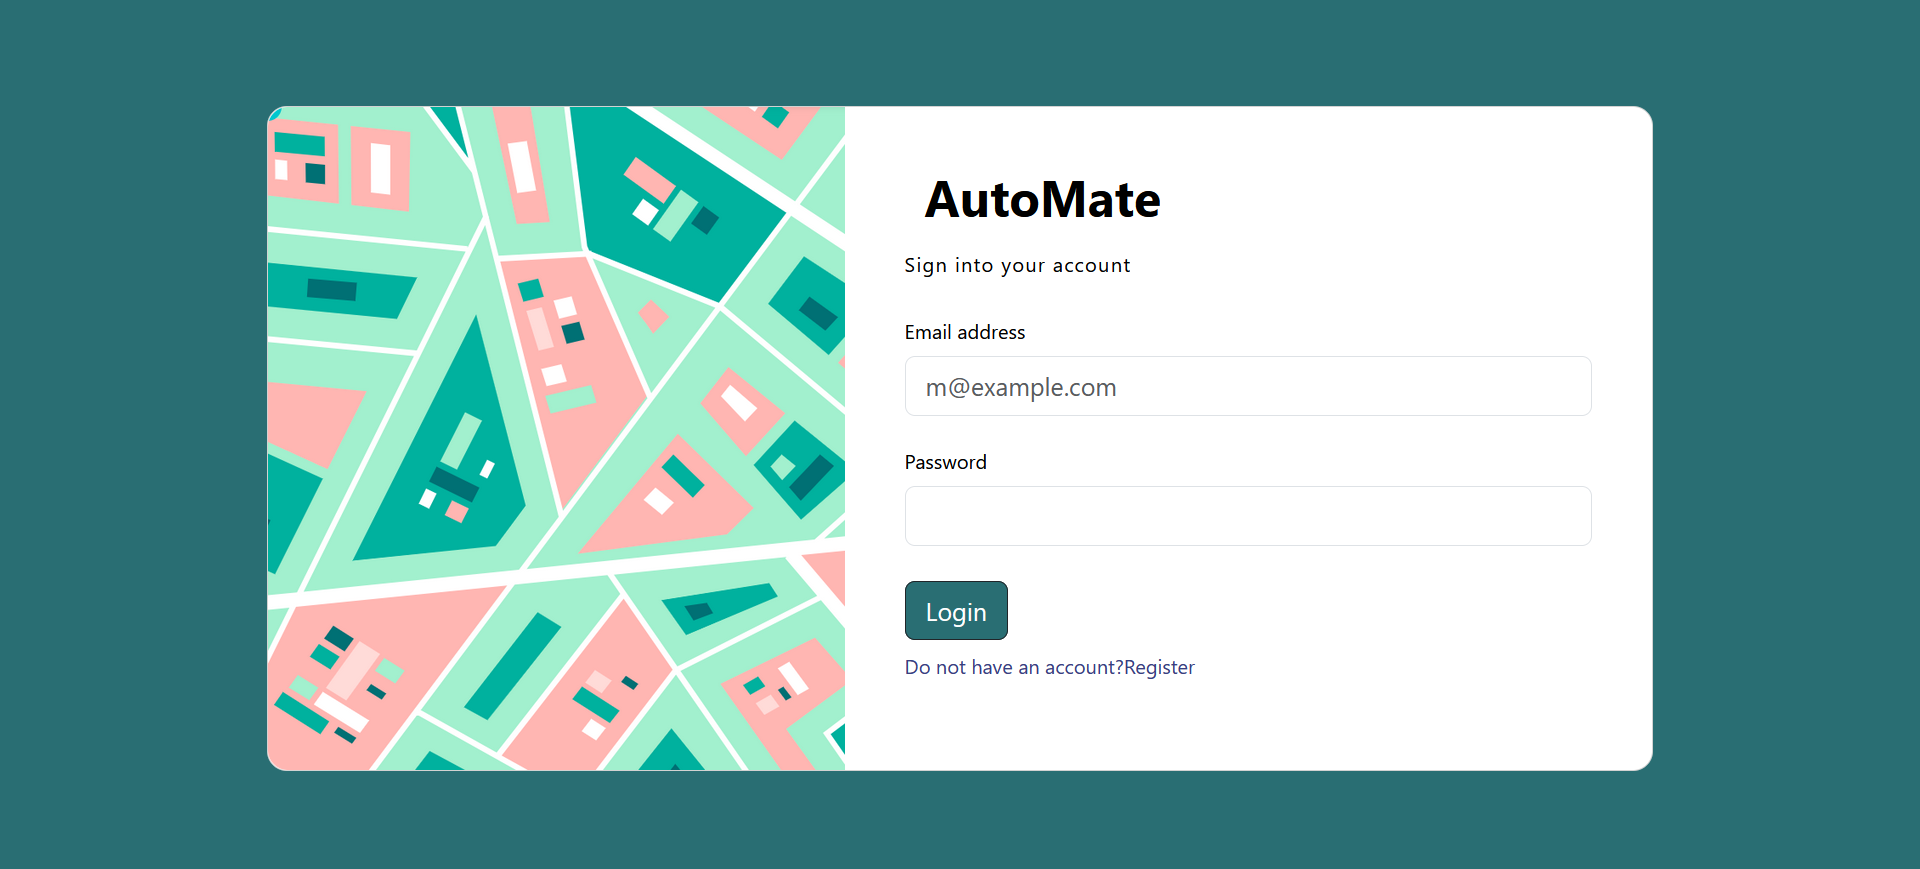 AutoMate
Sign into your account
Email address
m@example.com
Password
Login
Do not have an account?Register